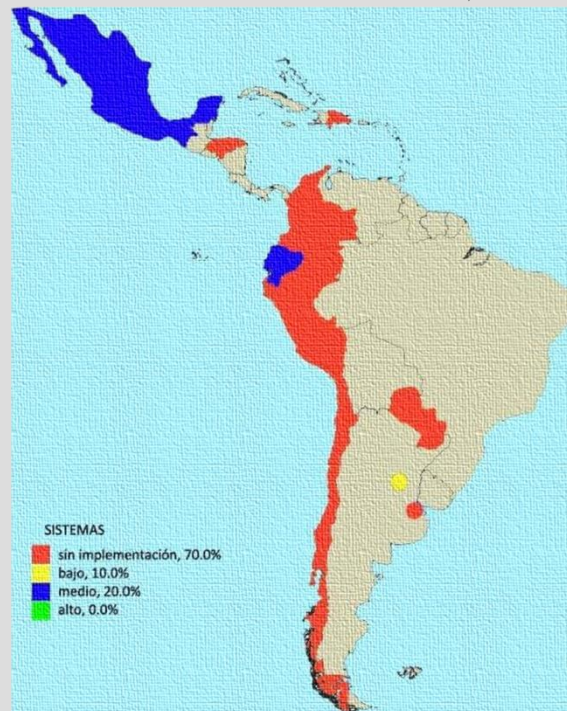 SISTEMAS
sin implementación, 70.0%
bajo, 10.0%
medio, 20.0%
alto, 0.0%